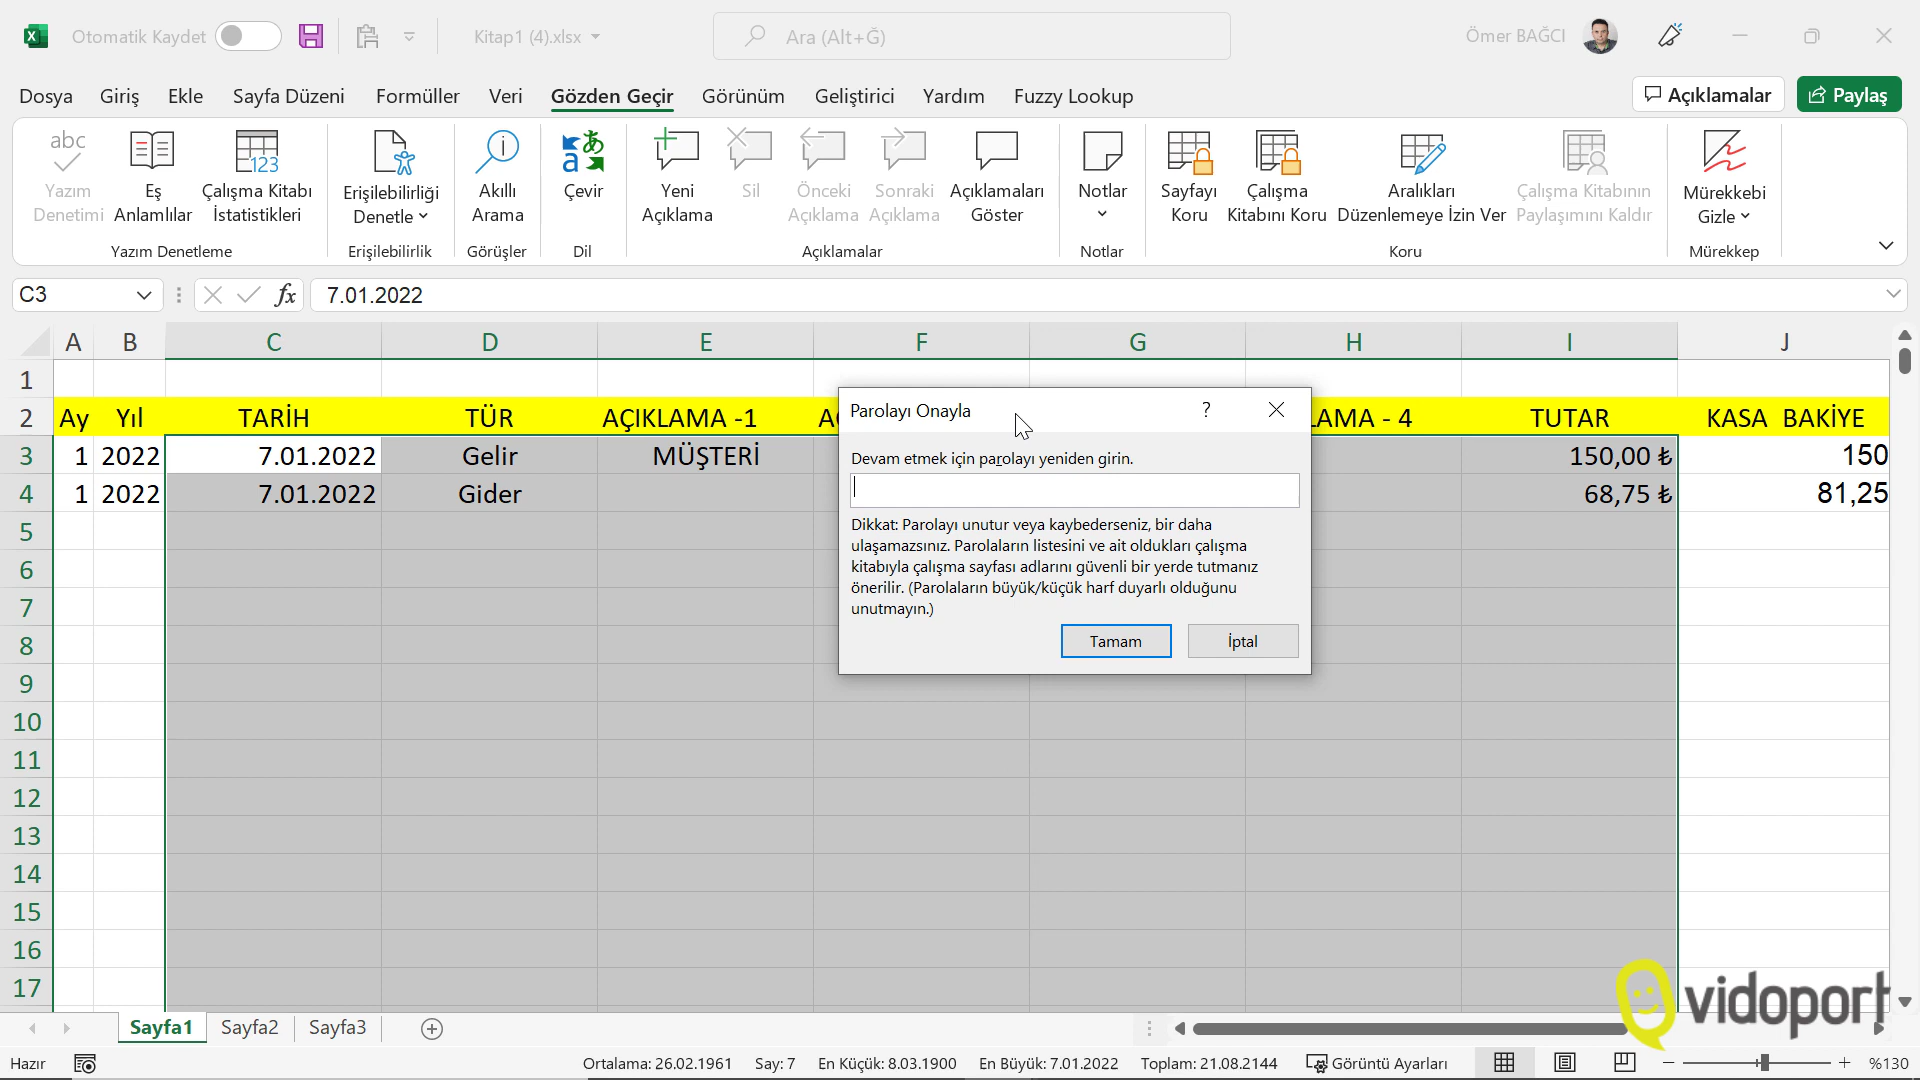 Otomatik Kaydet
Kitap1 (4).xlsx
Ara (Alt+Ğ)
Ömer BAĞCI
Dosya Giriş Ekle Sayfa Düzeni Formüller Veri Gözden Geçir Görünüm Geliştirici Yardım Fuzzy Lookup
Açıklamalar
Paylaş
abc
Yazım Denetimi
Eş Anlamlılar
123
Çalışma Kitabı İstatistikleri
Yazım Denetleme
Erişilebilirliği Denetle
Erişilebilirlik
Akıllı Arama
Görüşler
Çevir
Dil
Yeni Açıklama
Sil
Önceki Açıklama
Sonraki Açıklama
Açıklamaları Göster
Açıklamalar
Notlar
Notlar
Sayfayı Koru
Çalışma Kitabını Koru
Aralıkları Düzenlemeye İzin Ver
Çalışma Kitabının Paylaşımını Kaldır
Koru
Mürekkebi Gizle
Mürekkep
C3
fx
7.01.2022
A B C D E F G H I J
1
2 Ay Yıl TARİH TÜR AÇIKLAMA -1 AÇ LAMA - 4 TUTAR KASA BAKİYE
3 1 2022 7.01.2022 Gelir MÜŞTERİ 150,00 ₺ 150
4 1 2022 7.01.2022 Gider 68,75 ₺ 81,25
5
6
7
8
9
10
11
12
13
14
15
16
17
Parolayı Onayla
?
Devam etmek için parolayı yeniden girin.
Dikkat: Parolayı unutur veya kaybederseniz, bir daha
ulaşamazsınız. Parolaların listesini ve ait oldukları çalışma
kitabıyla çalışma sayfası adlarını güvenli bir yerde tutmanız
önerilir. (Parolaların büyük/küçük harf duyarlı olduğunu
unutmayın.)
Tamam
İptal
vidoport
Sayfa1 Sayfa2 Sayfa3
Hazır
Ortalama: 26.02.1961 Say: 7 En Küçük: 8.03.1900 En Büyük: 7.01.2022 Toplam: 21.08.2144 Görüntü Ayarları
%130